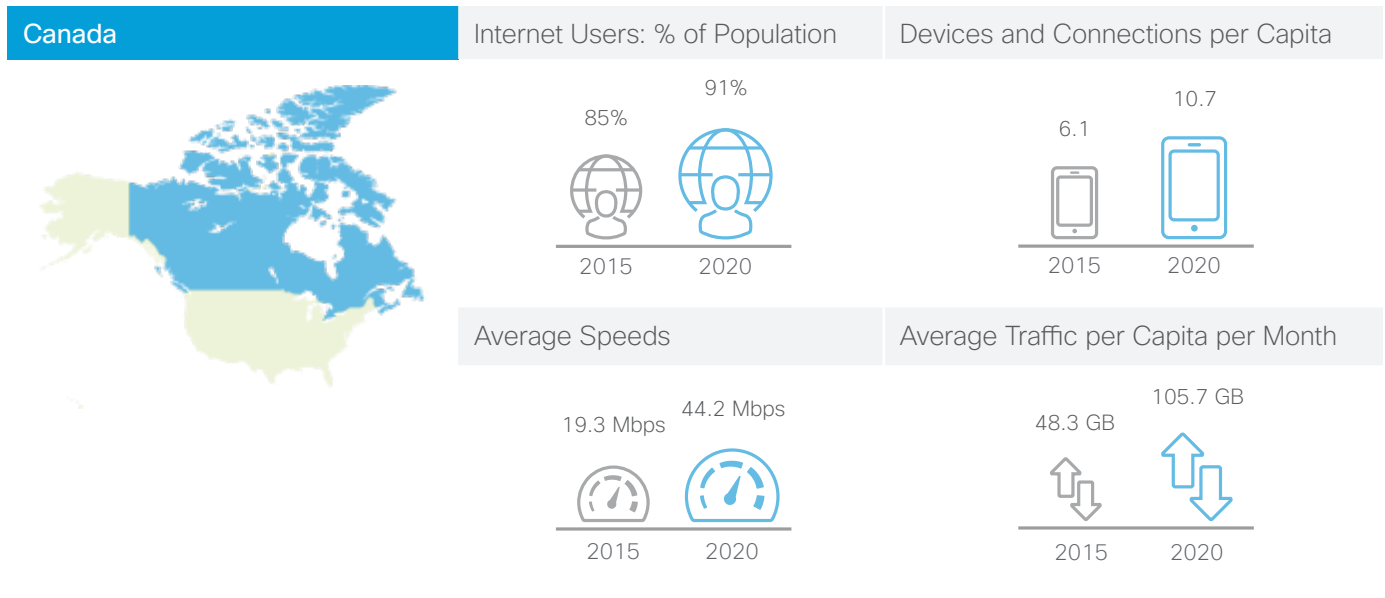 Canada
Internet Users: % of Population
85%
91%
2015
2020
Devices and Connections per Capita
6.1
10.7
2015
2020
Average Speeds
19.3 Mbps
44.2 Mbps
2015
2020
Average Traffic per Capita per Month
48.3 GB
105.7 GB
2015
2020